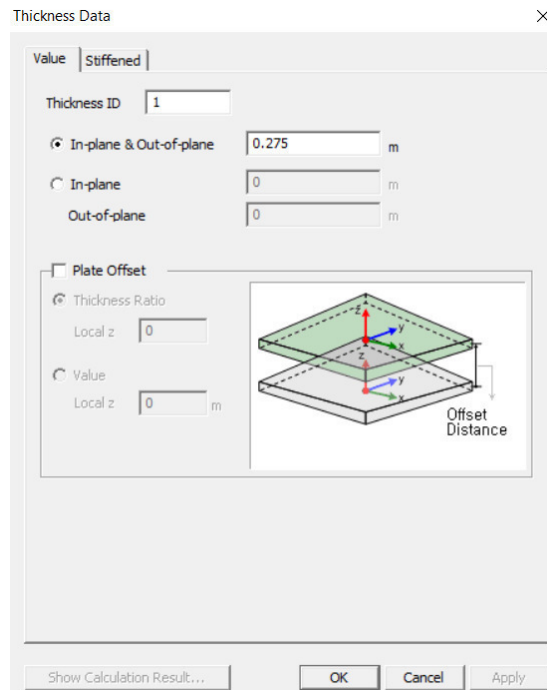 Thickness Data
Value Stiffened
Thickness ID 1
In-plane & Out-of-plane 0.275 m
In-plane 0 m
Out-of-plane 0 m
Plate Offset
Thickness Ratio
Local z 0
Value
Local z 0 m
z
y
x
z
y
x
Offset
Distance
Show Calculation Result... OK Cancel Apply